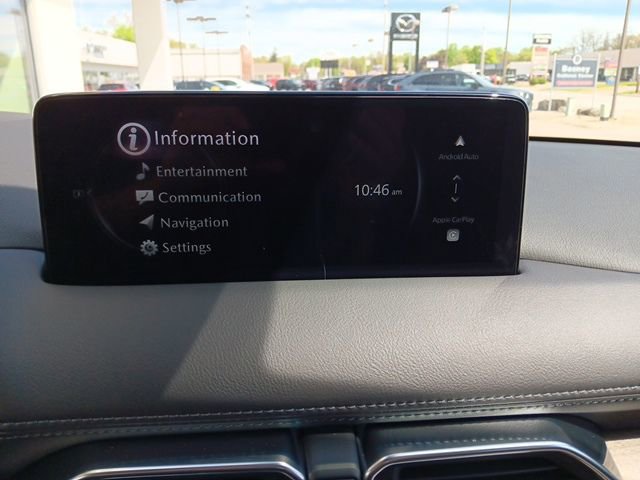 Information
Entertainment
Communication
Navigation
Settings
10:46 am
Android Auto
Apple CarPlay